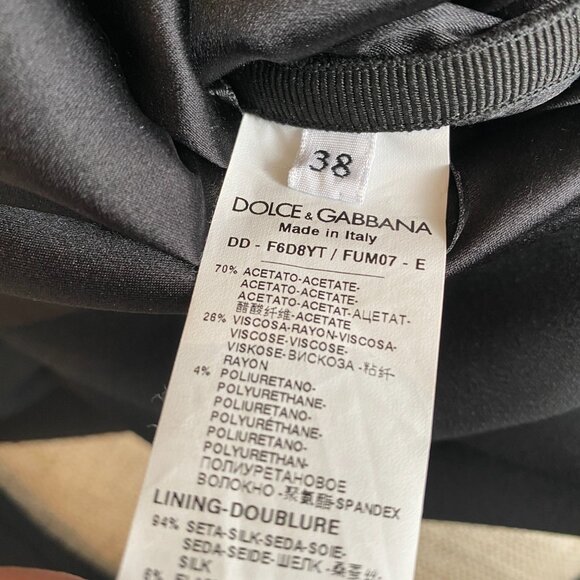 38
DOLCE & GABBANA
Made in Italy
DD - F6D8YT / FUM07 - E
70% ACETATO-ACETATE-
ACETATO-ACETATE-
ACETATO-ACETAT-АЦЕТАТ-
醋酸纤维-ACETATE
26% VISCOSA-RAYON-VISCOSA-
VISCOSE-VISCOSE-
VISKOSE-ВИСКОЗА-粘纤-
RAYON
4% POLIURETANO-
POLYURETHANE-
POLIURETANO-
POLYURÉTHANE-
POLIURETANO-
POLYURETHAN-
ПОЛИУРЕТАНОВОЕ
ВОЛОКНО-聚氨酯-SPANDEX
LINING-DOUBLURE
94% SETA-SILK-SEDA-SOIE-
SEDA-SEIDE-ШЕЛК-桑蚕丝-
SILK
6%